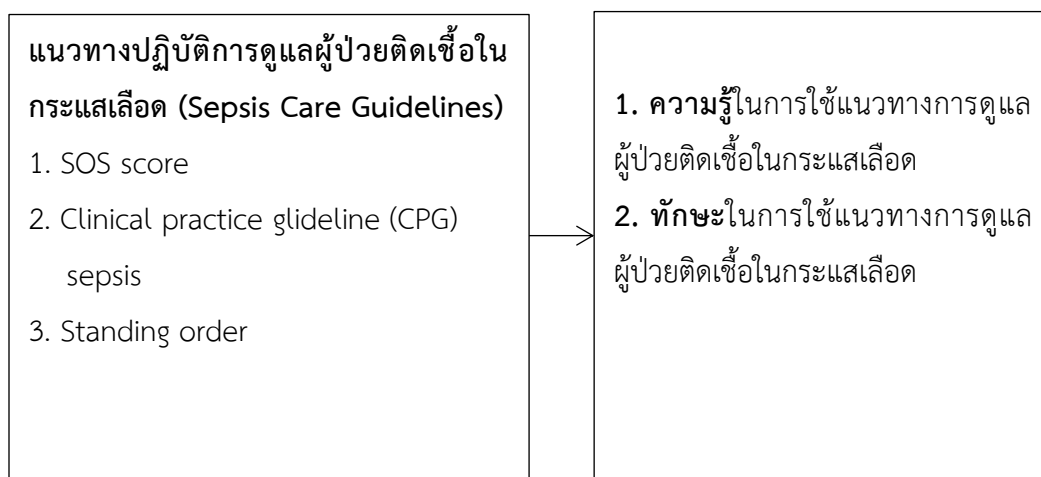 แนวทางปฏิบัติการดูแลผู้ป่วยติดเชื้อใน
กระแสเลือด (Sepsis Care Guidelines)
1. SOS score
2. Clinical practice glideline (CPG)
sepsis
3. Standing order
1. ความรู้ในการใช้แนวทางการดูแล
ผู้ป่วยติดเชื้อในกระแสเลือด
2. ทักษะในการใช้แนวทางการดูแล
ผู้ป่วยติดเชื้อในกระแสเลือด